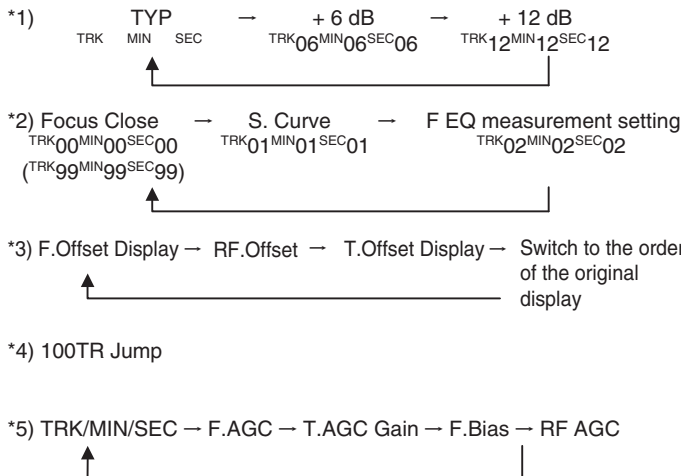 *1) TYP → + 6 dB → + 12 dB
TRK MIN SEC TRK06MIN06SEC06 TRK12MIN12SEC12
*2) Focus Close → S. Curve → F EQ measurement setting
TRK00MIN00SEC00 TRK01MIN01SEC01 TRK02MIN02SEC02
(TRK99MIN99SEC99)
*3) F.Offset Display → RF.Offset → T.Offset Display → Switch to the order
of the original
display
*4) 100TR Jump
*5) TRK/MIN/SEC → F.AGC → T.AGC Gain → F.Bias → RF AGC